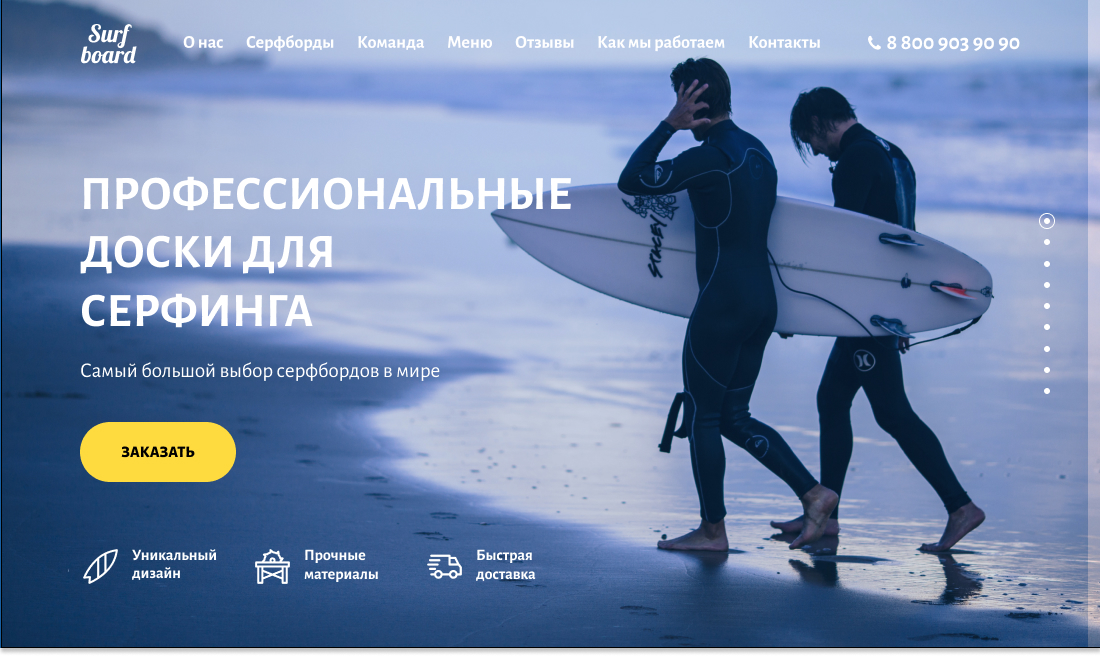 Surf
board
О нас Серфборды Команда Меню Отзывы Как мы работаем Контакты 8 800 903 90 90
ПРОФЕССИОНАЛЬНЫЕ
ДОСКИ ДЛЯ
СЕРФИНГА
STACEY
Самый большой выбор серфбордов в мире
ЗАКАЗАТЬ
Уникальный
дизайн
Прочные
материалы
Быстрая
доставка